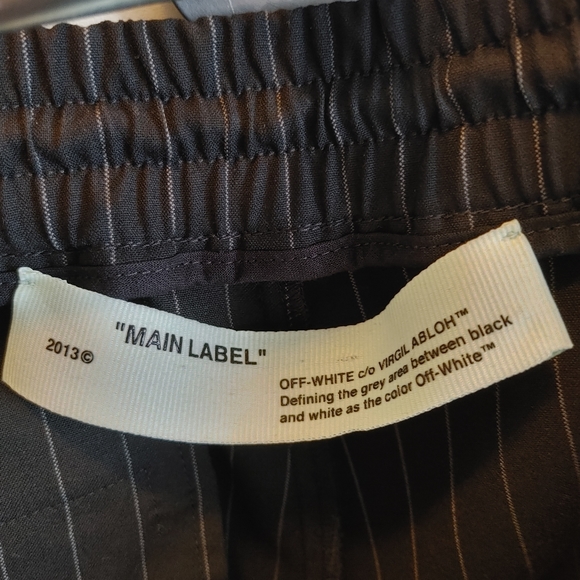 2013©
"MAIN LABEL"
OFF-WHITE c/o VIRGIL ABLOH™
Defining the grey area between black
and white as the color Off-White™